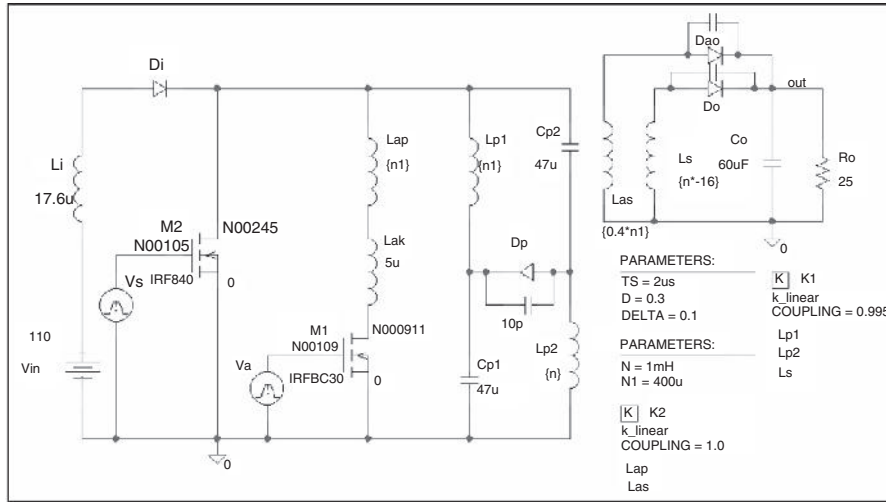 Di
Li
17.6u
M2
N00245
N00105
IRF840
0
Vs
110
Vin
0
Va
M1
N00109
IRFBC30
N000911
0
Lap
{n1}
Lak
5u
Lp1
{n1}
Cp2
47u
Dp
10p
Cp1
47u
Lp2
{n}
Dao
Do
out
Las
{0.4*n1}
Ls
{n*-16}
Co
60uF
Ro
25
0
PARAMETERS:
TS = 2us
D = 0.3
DELTA = 0.1
PARAMETERS:
N = 1mH
N1 = 400u
K K2
k_linear
COUPLING = 1.0
Lap
Las
K K1
k_linear
COUPLING = 0.995
Lp1
Lp2
Ls